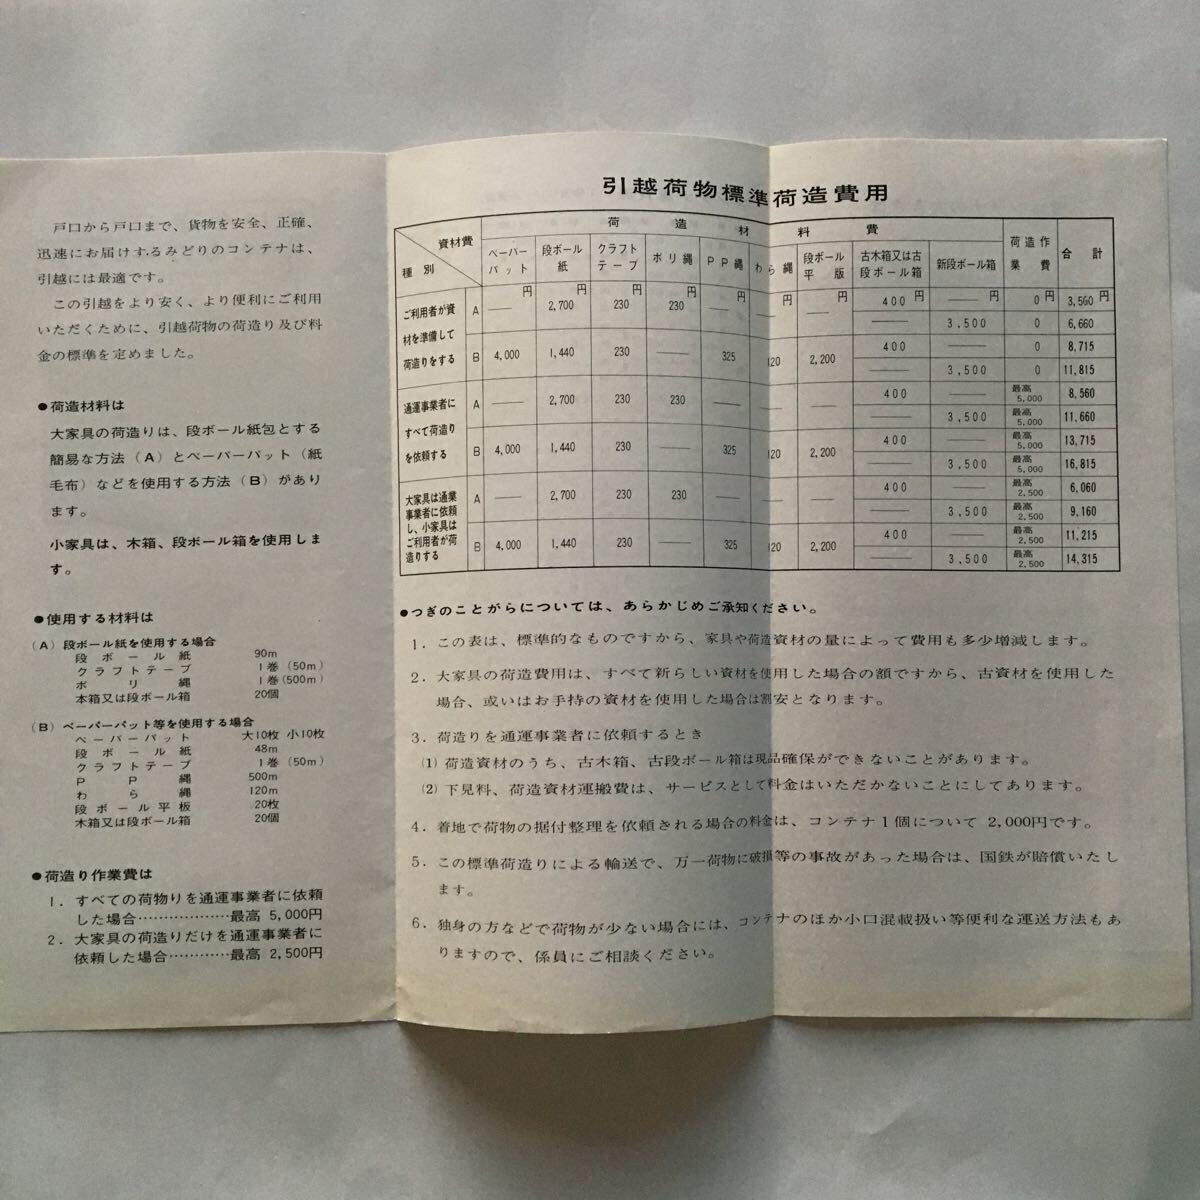 戸口から戸口まで、貨物を安全、正確、
迅速にお届けするみどりのコンテナは、
引越には最適です。
この引越をより安く、より便利にご利用
いただくために、引越荷物の荷造り及び料
金の標準を定めました。
●荷造材料は
大家具の荷造りは、段ボール紙包とする
簡易な方法(A)とペーパーパット(紙
毛布)などを使用する方法(B)があり
ます。
小家具は、木箱、段ボール箱を使用しま
す。
●使用する材料は
(A) 段ボール紙を使用する場合
段ボール紙 90m
クラフトテープ 1巻(50m)
ポリ縄 1巻(500m)
木箱又は段ボール箱 20個
(B) ペーパーパット等を使用する場合
ペーパーパット 大10枚 小10枚
段ボール紙 48m
クラフトテープ 1巻(50m)
PP縄 500m
わら縄 120m
段ボール平板 20枚
木箱又は段ボール箱 20個
●荷造り作業費は
1. すべての荷物りを通運事業者に依頼
した場合………………最高 5,000円
2. 大家具の荷造りだけを通運事業者に
依頼した場合…………最高 2,500円
引越荷物標準荷造費用
資材費 種別 荷造材料費 荷造作業費 合計
ペーパーパット 段ボール紙 クラフトテープ ポリ縄 PP縄 わら縄 段ボール平版 古木箱又は古段ボール箱 新段ボール箱
ご利用者が資材を準備して荷造りをする
A ― 円 2,700円 230円 230円 ― 円 ― 円 ― 400円 ― 円 0円 3,560円
3,500 0 6,660
B 4,000 1,440 230 ― 325 120 2,200 400 ― 0 8,715
― 3,500 0 11,815
通運事業者にすべて荷造りを依頼する
A ― 2,700 230 230 ― ― ― 400 ― 最高5,000 8,560
― 3,500 最高5,000 11,660
B 4,000 1,440 230 ― 325 120 2,200 400 ― 最高5,000 13,715
― 3,500 最高5,000 16,815
大家具は通業事業者に依頼し、小家具はご利用者が荷造りする
A ― 2,700 230 230 ― ― ― 400 ― 最高2,500 6,060
― 3,500 最高2,500 9,160
B 4,000 1,440 230 ― 325 120 2,200 400 ― 最高2,500 11,215
― 3,500 最高2,500 14,315
●つぎのことがらについては、あらかじめご承知ください。
1. この表は、標準的なものですから、家具や荷造資材の量によって費用も多少増減します。
2. 大家具の荷造費用は、すべて新らしい資材を使用した場合の額ですから、古資材を使用した
場合、或いはお手持の資材を使用した場合は割安となります。
3. 荷造りを通運事業者に依頼するとき
(1) 荷造資材のうち、古木箱、古段ボール箱は現品確保ができないことがあります。
(2) 下見料、荷造資材運搬費は、サービスとして料金はいただかないことにしてあります。
4. 着地で荷物の据付整理を依頼される場合の料金は、コンテナ1個について 2,000円です。
5. この標準荷造りによる輸送で、万一荷物に破損等の事故があった場合は、国鉄が賠償いたし
ます。
6. 独身の方などで荷物が少ない場合には、コンテナのほか小口混載扱い等便利な運送方法もあ
りますので、係員にご相談ください。